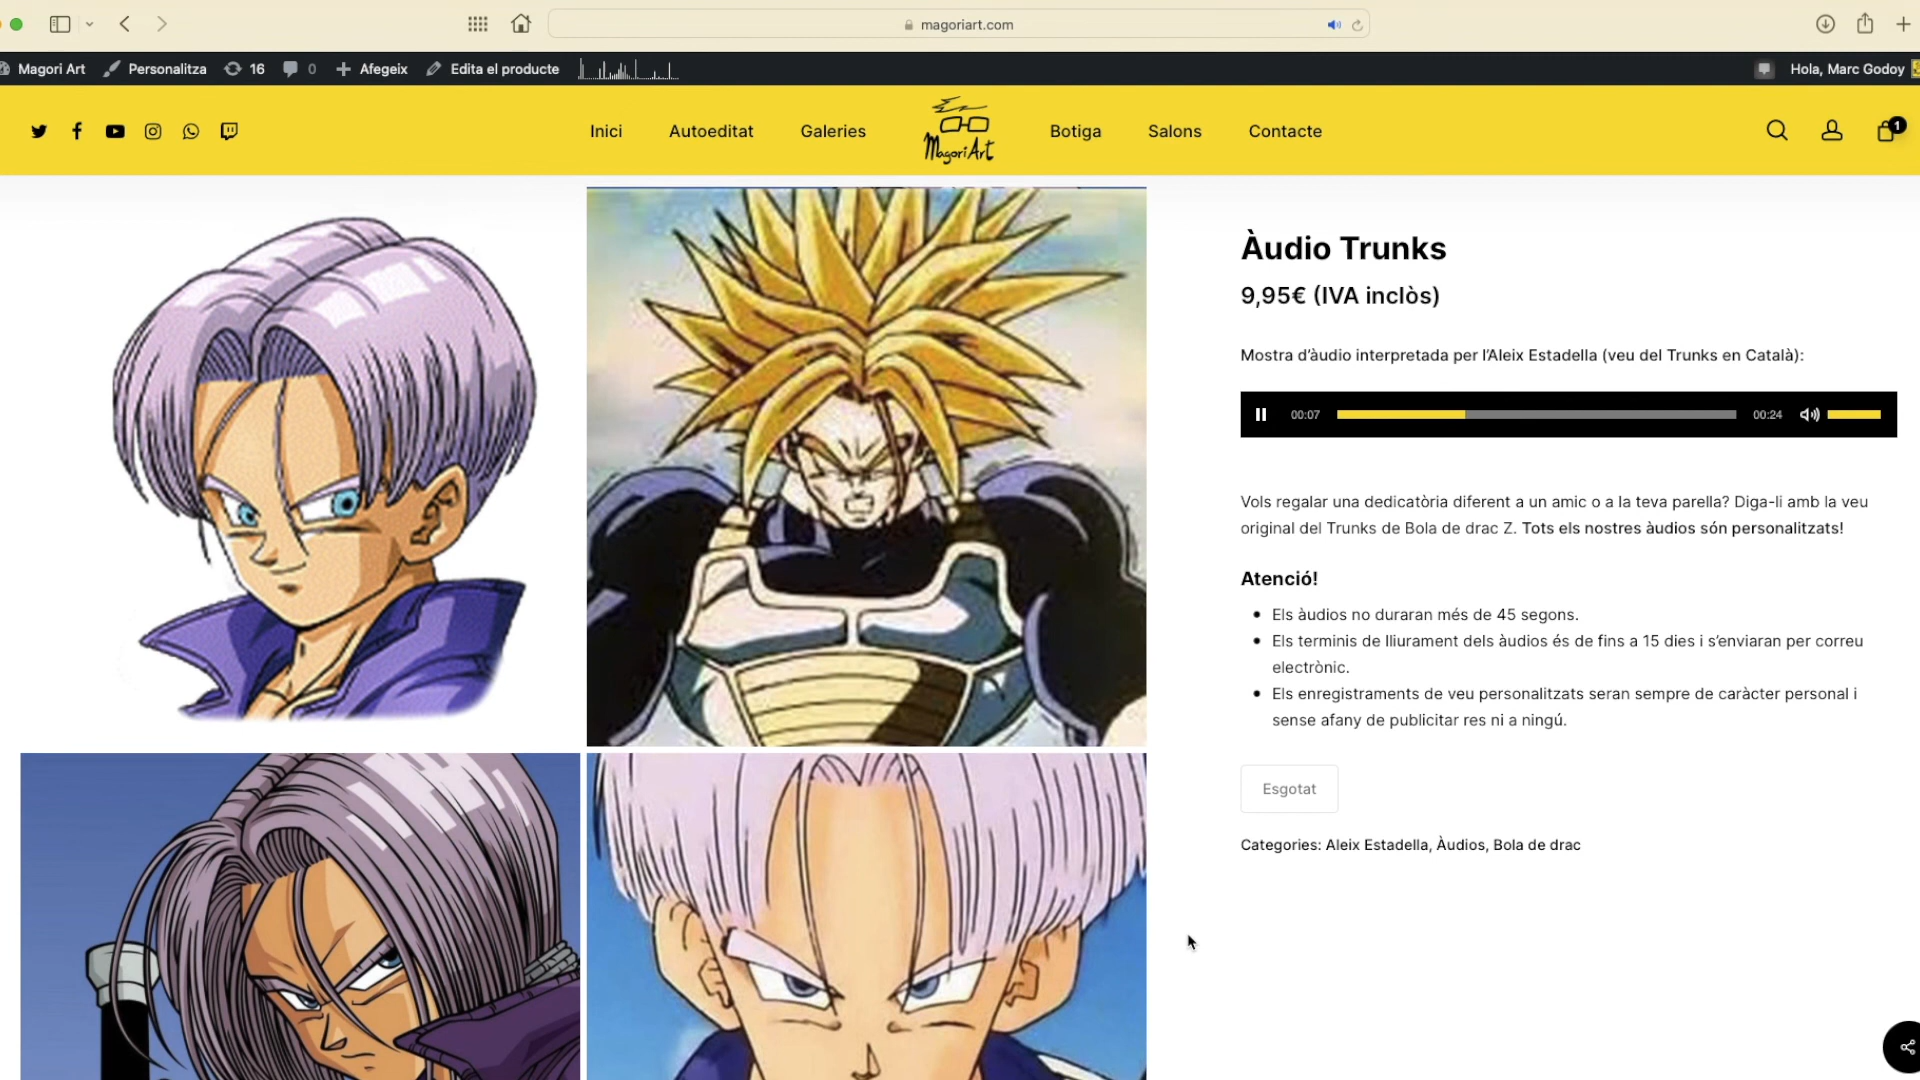 magoriart.com
Magori Art
Personalitza
16
0
Afegeix
Edita el producte
Hola, Marc Godoy
Inici
Autoeditat
Galeries
MagoriArt
Botiga
Salons
Contacte
1
Àudio Trunks
9,95€ (IVA inclòs)
Mostra d’àudio interpretada per l’Aleix Estadella (veu del Trunks en Català):
00:07
00:24
Vols regalar una dedicatòria diferent a un amic o a la teva parella? Diga-li amb la veu
original del Trunks de Bola de drac Z. Tots els nostres àudios són personalitzats!
Atenció!
Els àudios no duraran més de 45 segons.
Els terminis de lliurament dels àudios és de fins a 15 dies i s’enviaran per correu
electrònic.
Els enregistraments de veu personalitzats seran sempre de caràcter personal i
sense afany de publicitar res ni a ningú.
Esgotat
Categories: Aleix Estadella, Àudios, Bola de drac